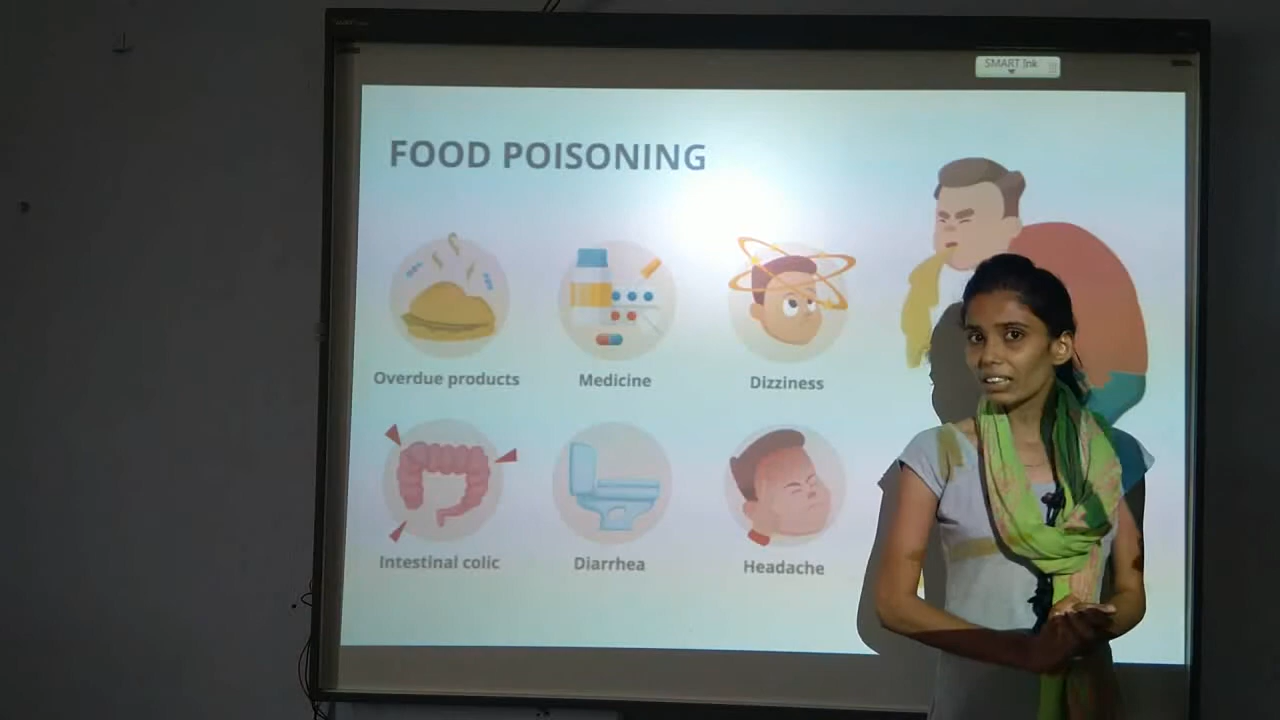 SMART Ink
FOOD POISONING
Overdue products
Medicine
Dizziness
Intestinal colic
Diarrhea
Headache